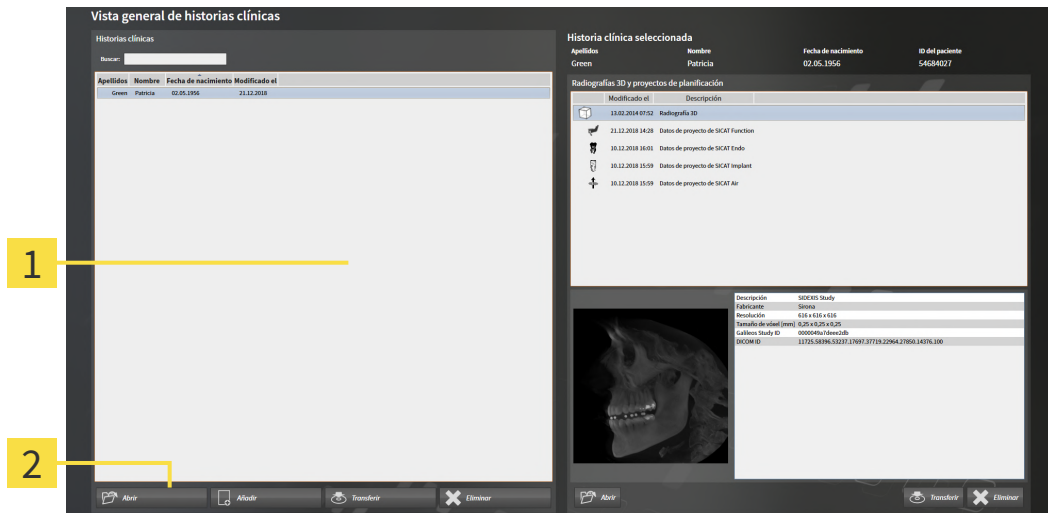 Vista general de historias clínicas
Historias clínicas
Buscar:
Apellidos Nombre Fecha de nacimiento Modificado el
Green Patricia 02.05.1956 21.12.2018
1
2
Abrir Añadir Transferir Eliminar
Historia clínica seleccionada
Apellidos Nombre Fecha de nacimiento ID del paciente
Green Patricia 02.05.1956 54684027
Radiografías 3D y proyectos de planificación
Modificado el Descripción
13.02.2014 07:52 Radiografía 3D
21.12.2018 14:28 Datos de proyecto de SICAT Function
10.12.2018 16:01 Datos de proyecto de SICAT Endo
10.12.2018 15:59 Datos de proyecto de SICAT Implant
10.12.2018 15:59 Datos de proyecto de SICAT Air
Descripción SIDEXIS Study
Fabricante Sirona
Resolución 616 x 616 x 616
Tamaño de vóxel (mm) 0,25 x 0,25 x 0,25
Galileos Study ID 0000049a7deee2db
DICOM ID 11725.58396.53237.17697.37719.22964.27850.14376.100
Abrir Transferir Eliminar